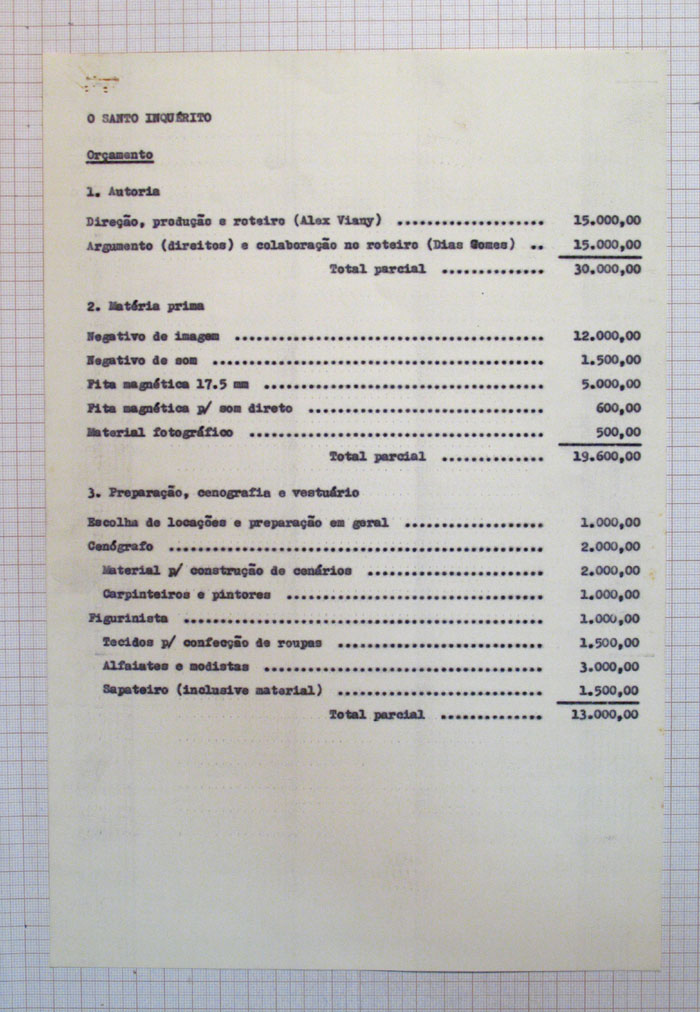 O SANTO INQUÉRITO
Orçamento
1. Autoria
Direção, produção e roteiro (Alex Viany) .................... 15.000,00
Argumento (direitos) e colaboração no roteiro (Dias Gomes) .. 15.000,00
Total parcial .............. 30.000,00
2. Matéria prima
Negativo de imagem .......................................... 12.000,00
Negativo de som ............................................. 1.500,00
Fita magnética 17.5 mm ...................................... 5.000,00
Fita magnética p/ som direto ................................ 600,00
Material fotográfico ........................................ 500,00
Total parcial .............. 19.600,00
3. Preparação, cenografia e vestuário
Escolha de locações e preparação em geral ................... 1.000,00
Cenógrafo ................................................... 2.000,00
Material p/ construção de cenários ........................ 2.000,00
Carpinteiros e pintores ................................... 1.000,00
Figurinista ................................................. 1.000,00
Tecidos p/ confecção de roupas ............................ 1.500,00
Alfaiates e modistas ...................................... 3.000,00
Sapateiro (inclusive material) ............................ 1.500,00
Total parcial .............. 13.000,00